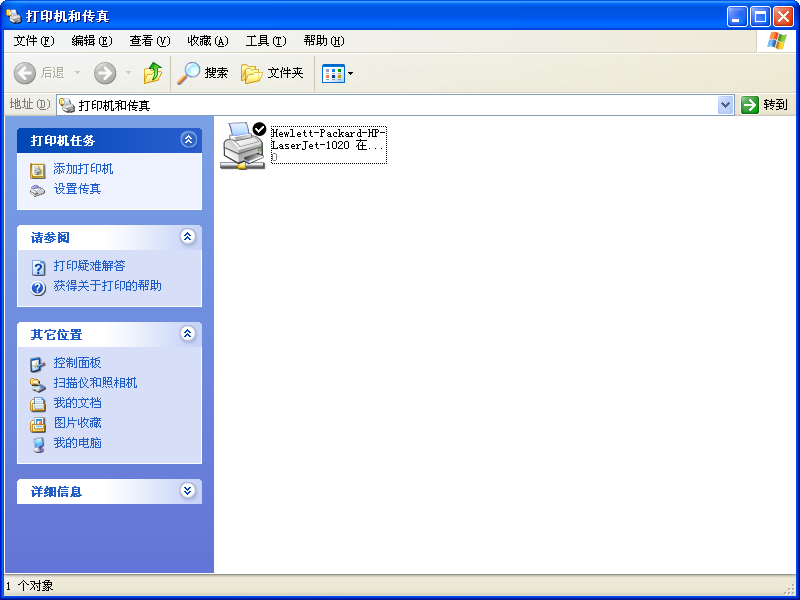 打印机和传真
文件(F) 编辑(E) 查看(V) 收藏(A) 工具(T) 帮助(H)
后退 搜索 文件夹
地址(D) 打印机和传真 转到
打印机任务
添加打印机
设置传真
请参阅
打印疑难解答
获得关于打印的帮助
其它位置
控制面板
扫描仪和照相机
我的文档
图片收藏
我的电脑
详细信息
Hewlett-Packard-HP-
LaserJet-1020 在...
0
1 个对象